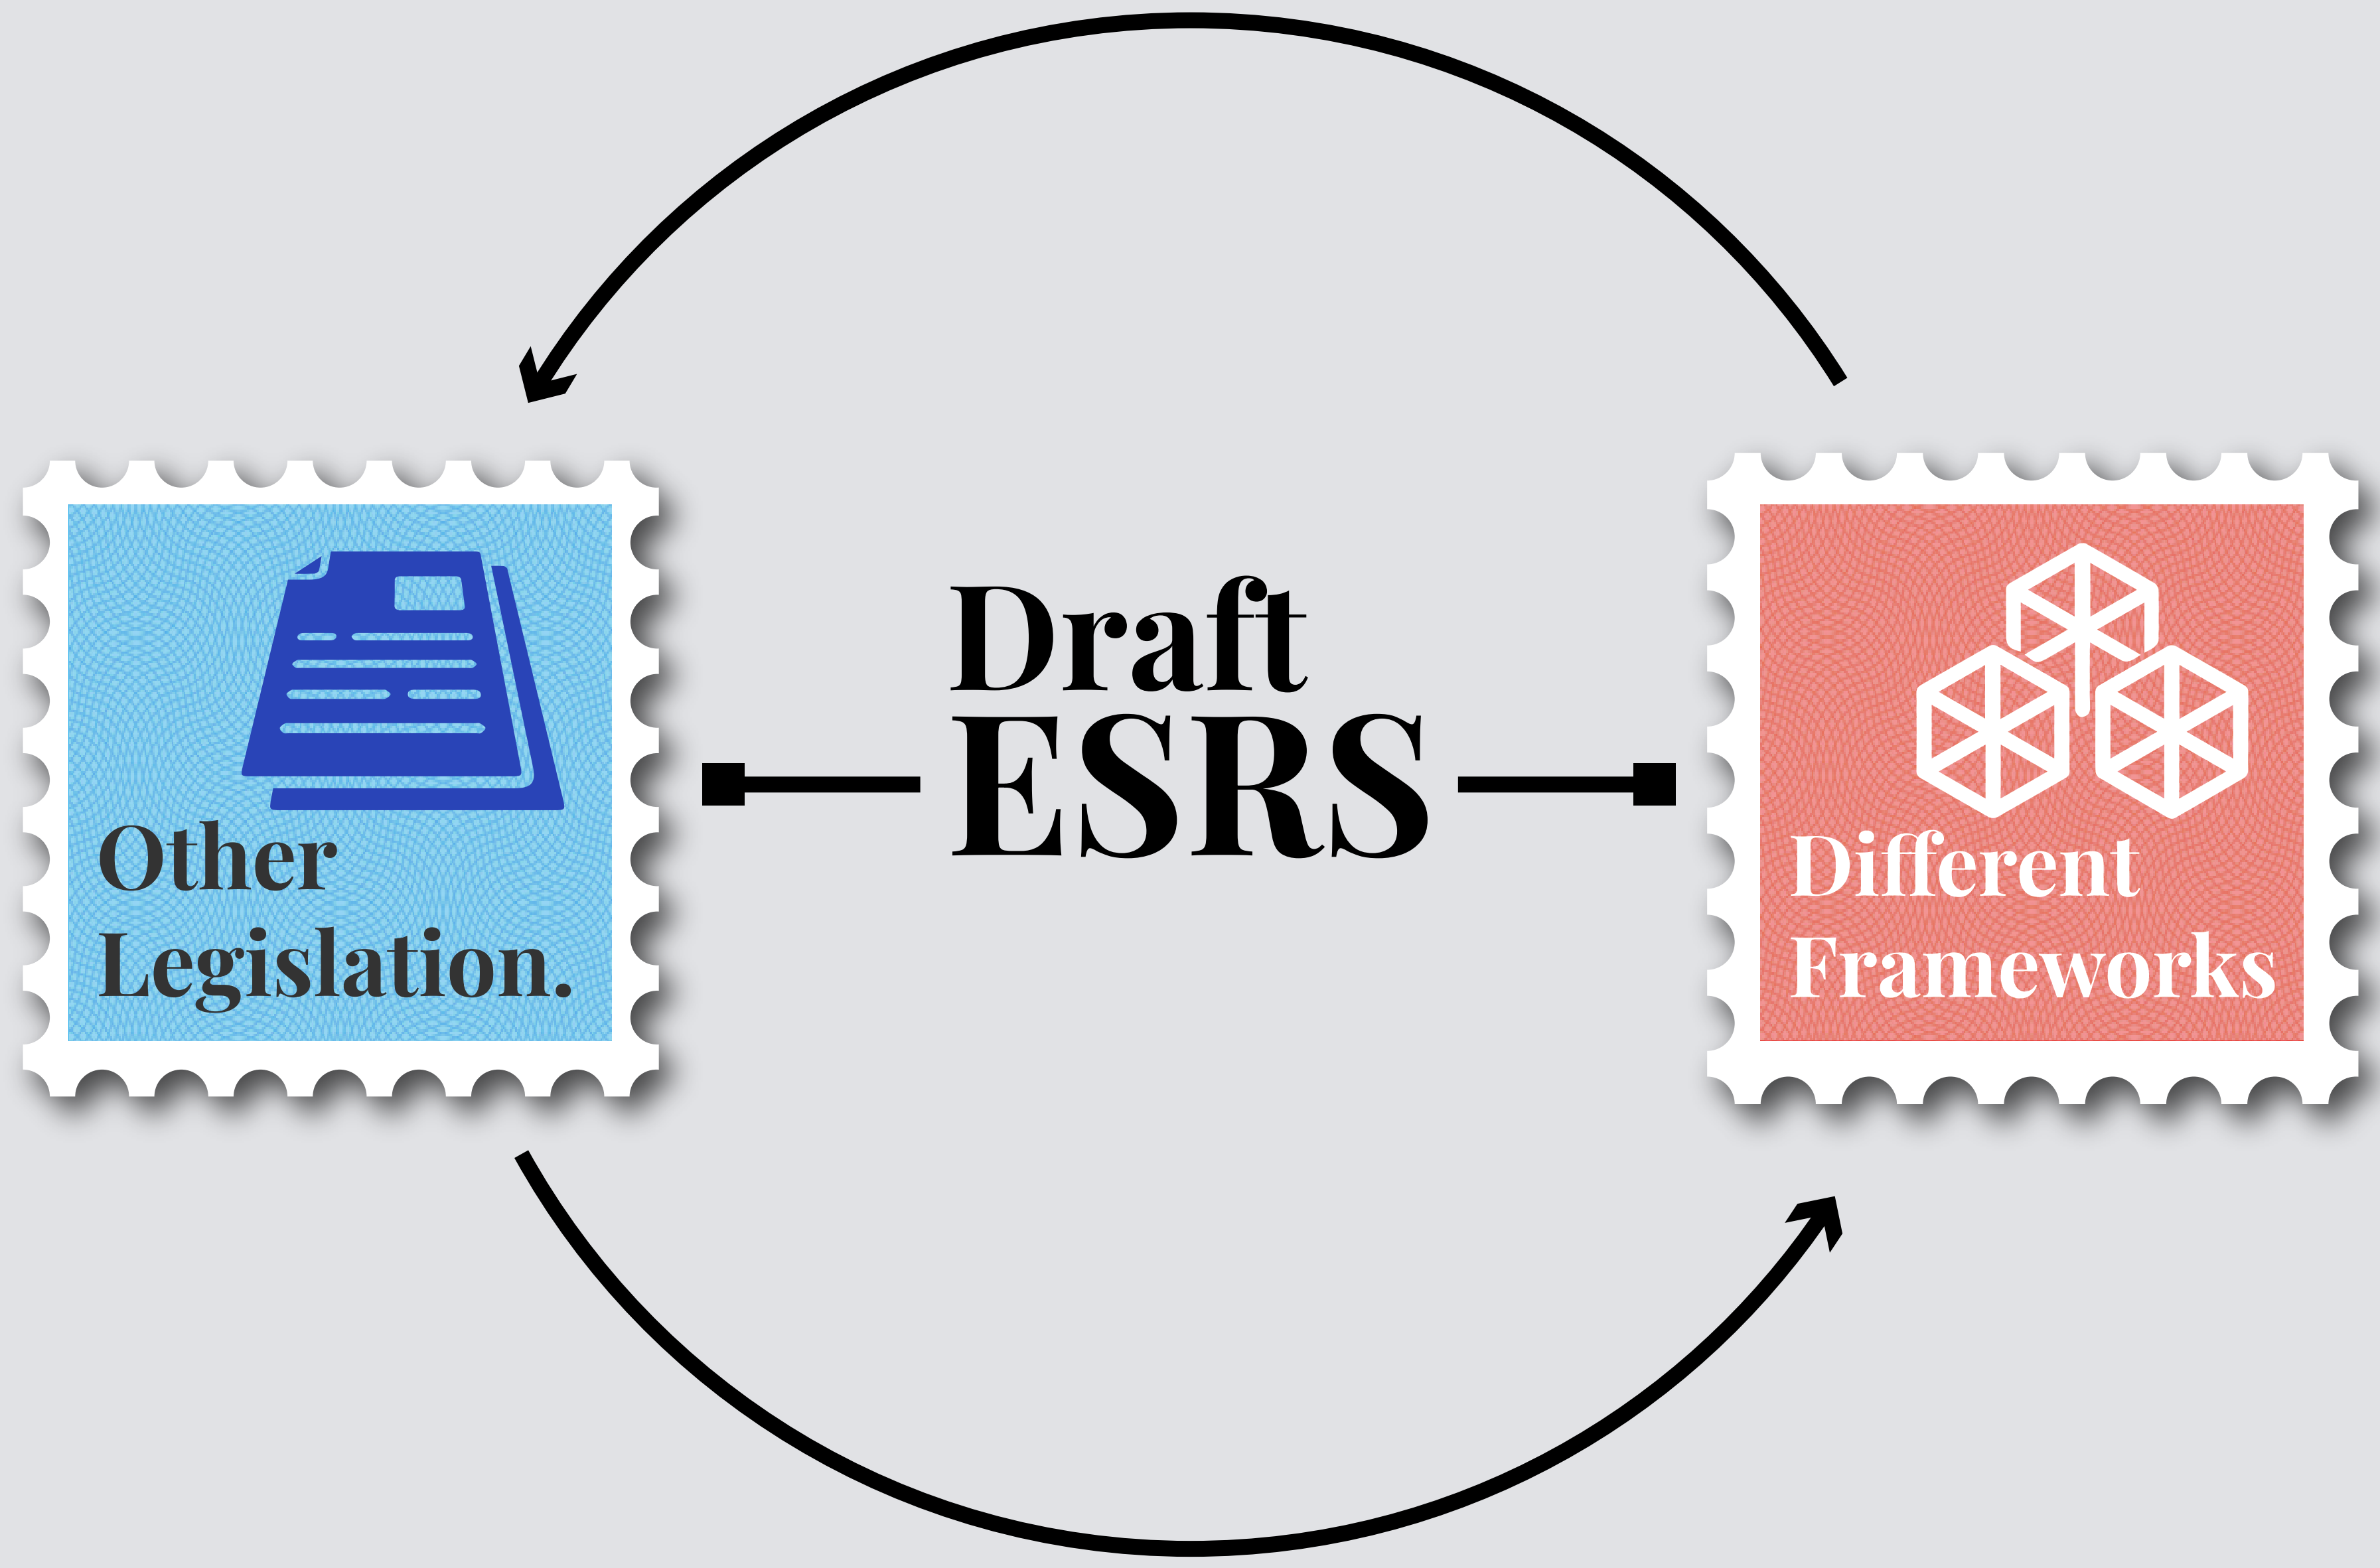 Other
Legislation.
Draft
ESRS
Different
Frameworks